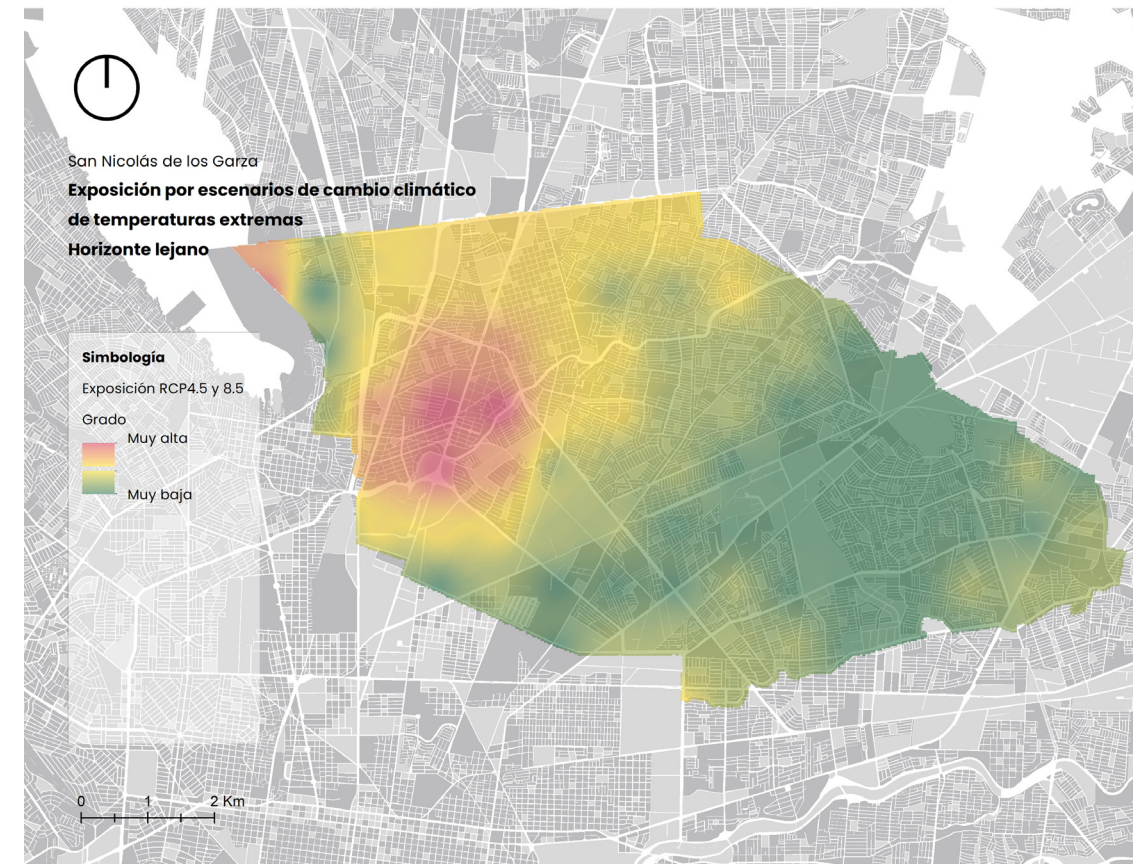 San Nicolás de los Garza
Exposición por escenarios de cambio climático
de temperaturas extremas
Horizonte lejano
Simbología
Exposición RCP4.5 y 8.5
Grado
Muy alta
Muy baja
0 1 2 Km